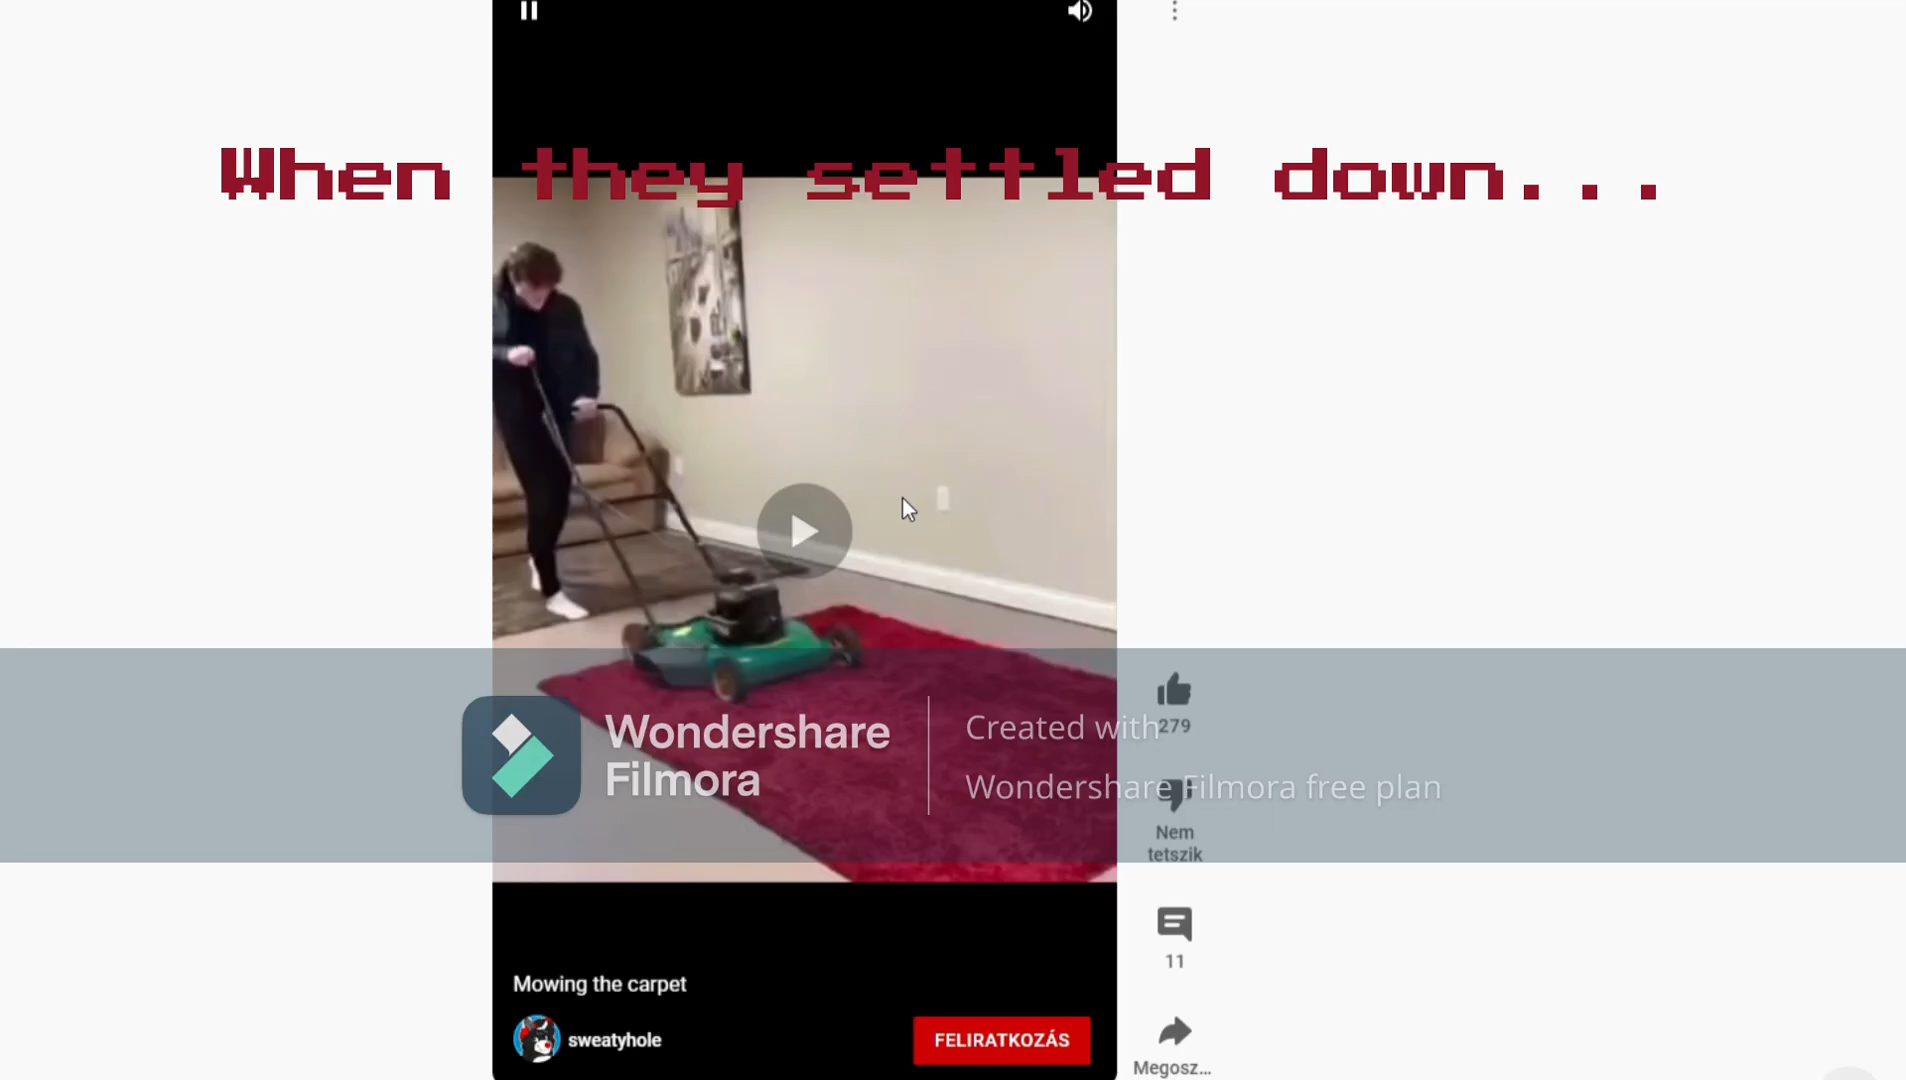 When they settled down...
Wondershare
Filmora
Created with
Wondershare Filmora free plan
279
Nem
tetszik
11
Megosz...
Mowing the carpet
sweatyhole
FELIRATKOZÁS